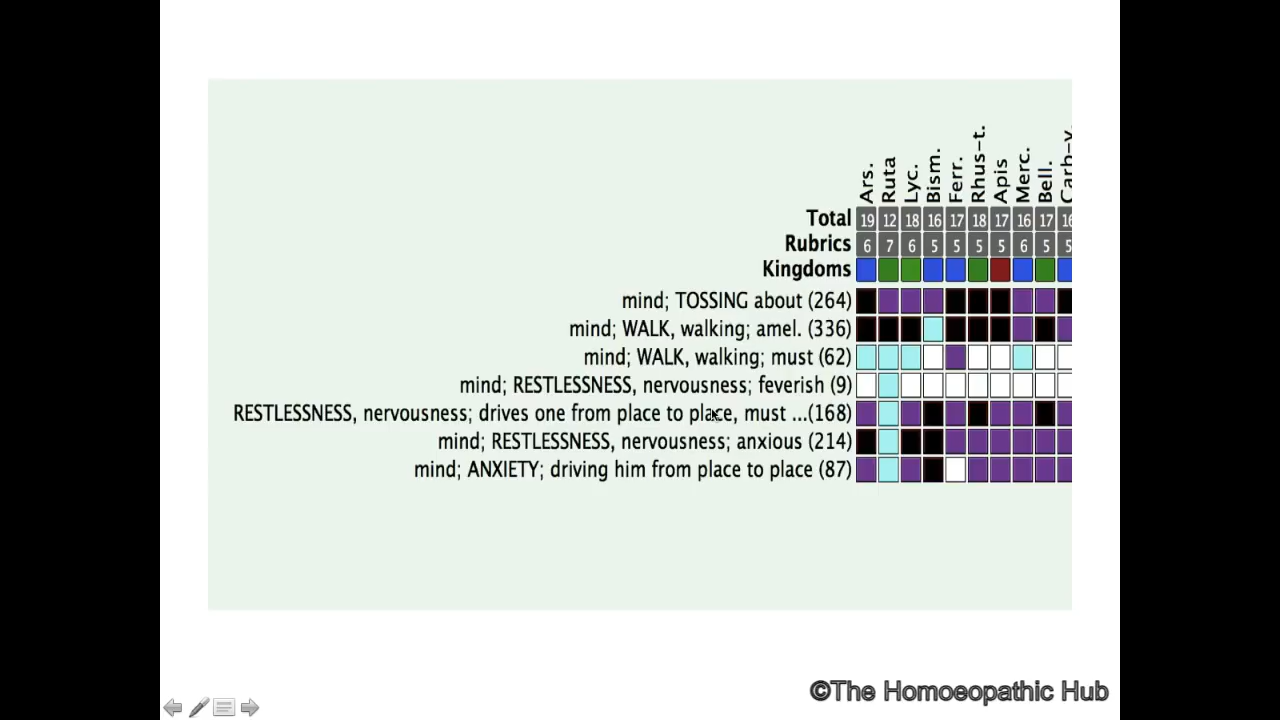 Ars. Ruta Lyc. Bism. Ferr. Rhus-t. Apis Merc. Bell. Carb-v.
Total 19 12 18 16 17 18 17 16 17 16
Rubrics 6 7 6 5 5 5 5 6 5 5
Kingdoms
mind; TOSSING about (264)
mind; WALK, walking; amel. (336)
mind; WALK, walking; must (62)
mind; RESTLESSNESS, nervousness; feverish (9)
RESTLESSNESS, nervousness; drives one from place to place, must ...(168)
mind; RESTLESSNESS, nervousness; anxious (214)
mind; ANXIETY; driving him from place to place (87)
©The Homoeopathic Hub